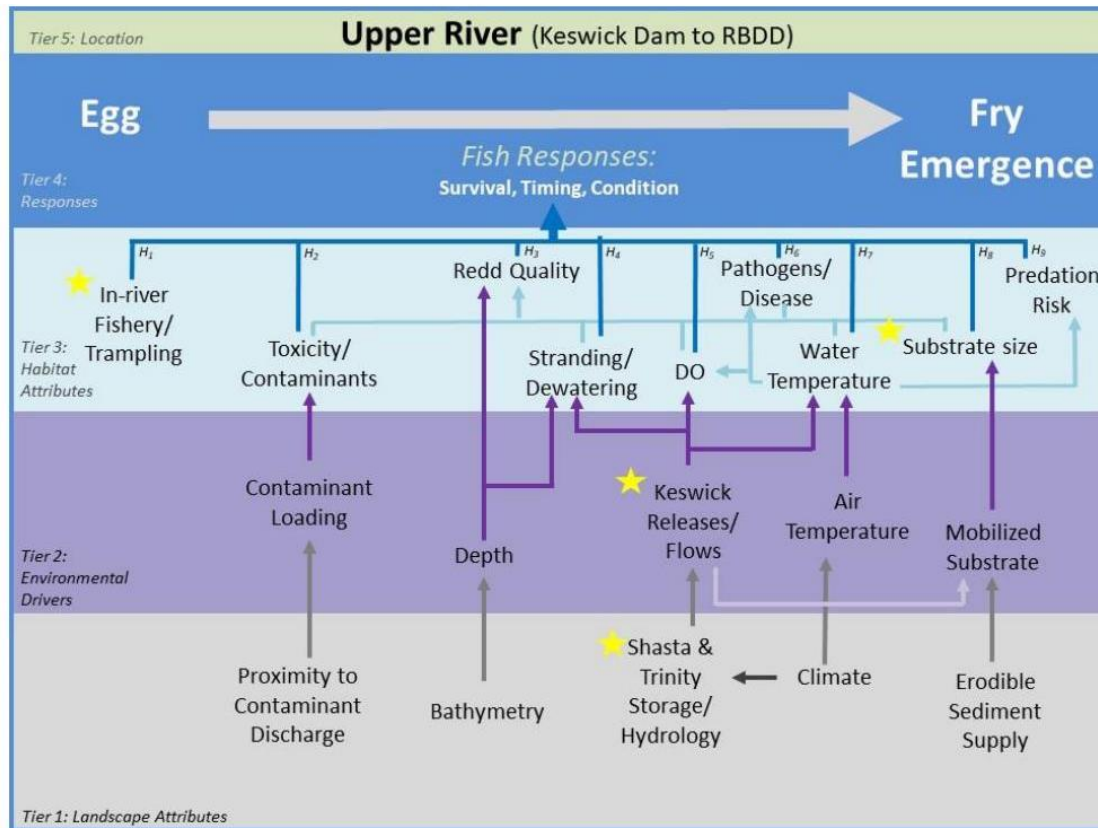 Tier 5: Location
Upper River (Keswick Dam to RBDD)
Egg
Fry
Emergence
Fish Responses:
Survival, Timing, Condition
Tier 4:
Responses
H1
H2
H3
H4
H5
H6
H7
H8
H9
In-river
Fishery/
Trampling
Toxicity/
Contaminants
Redd Quality
Stranding/
Dewatering
DO
Pathogens/
Disease
Water
Temperature
Substrate size
Predation
Risk
Tier 3:
Habitat
Attributes
Contaminant
Loading
Depth
Keswick
Releases/
Flows
Air
Temperature
Mobilized
Substrate
Tier 2:
Environmental
Drivers
Proximity to
Contaminant
Discharge
Bathymetry
Shasta &
Trinity
Storage/
Hydrology
Climate
Erodible
Sediment
Supply
Tier 1: Landscape Attributes